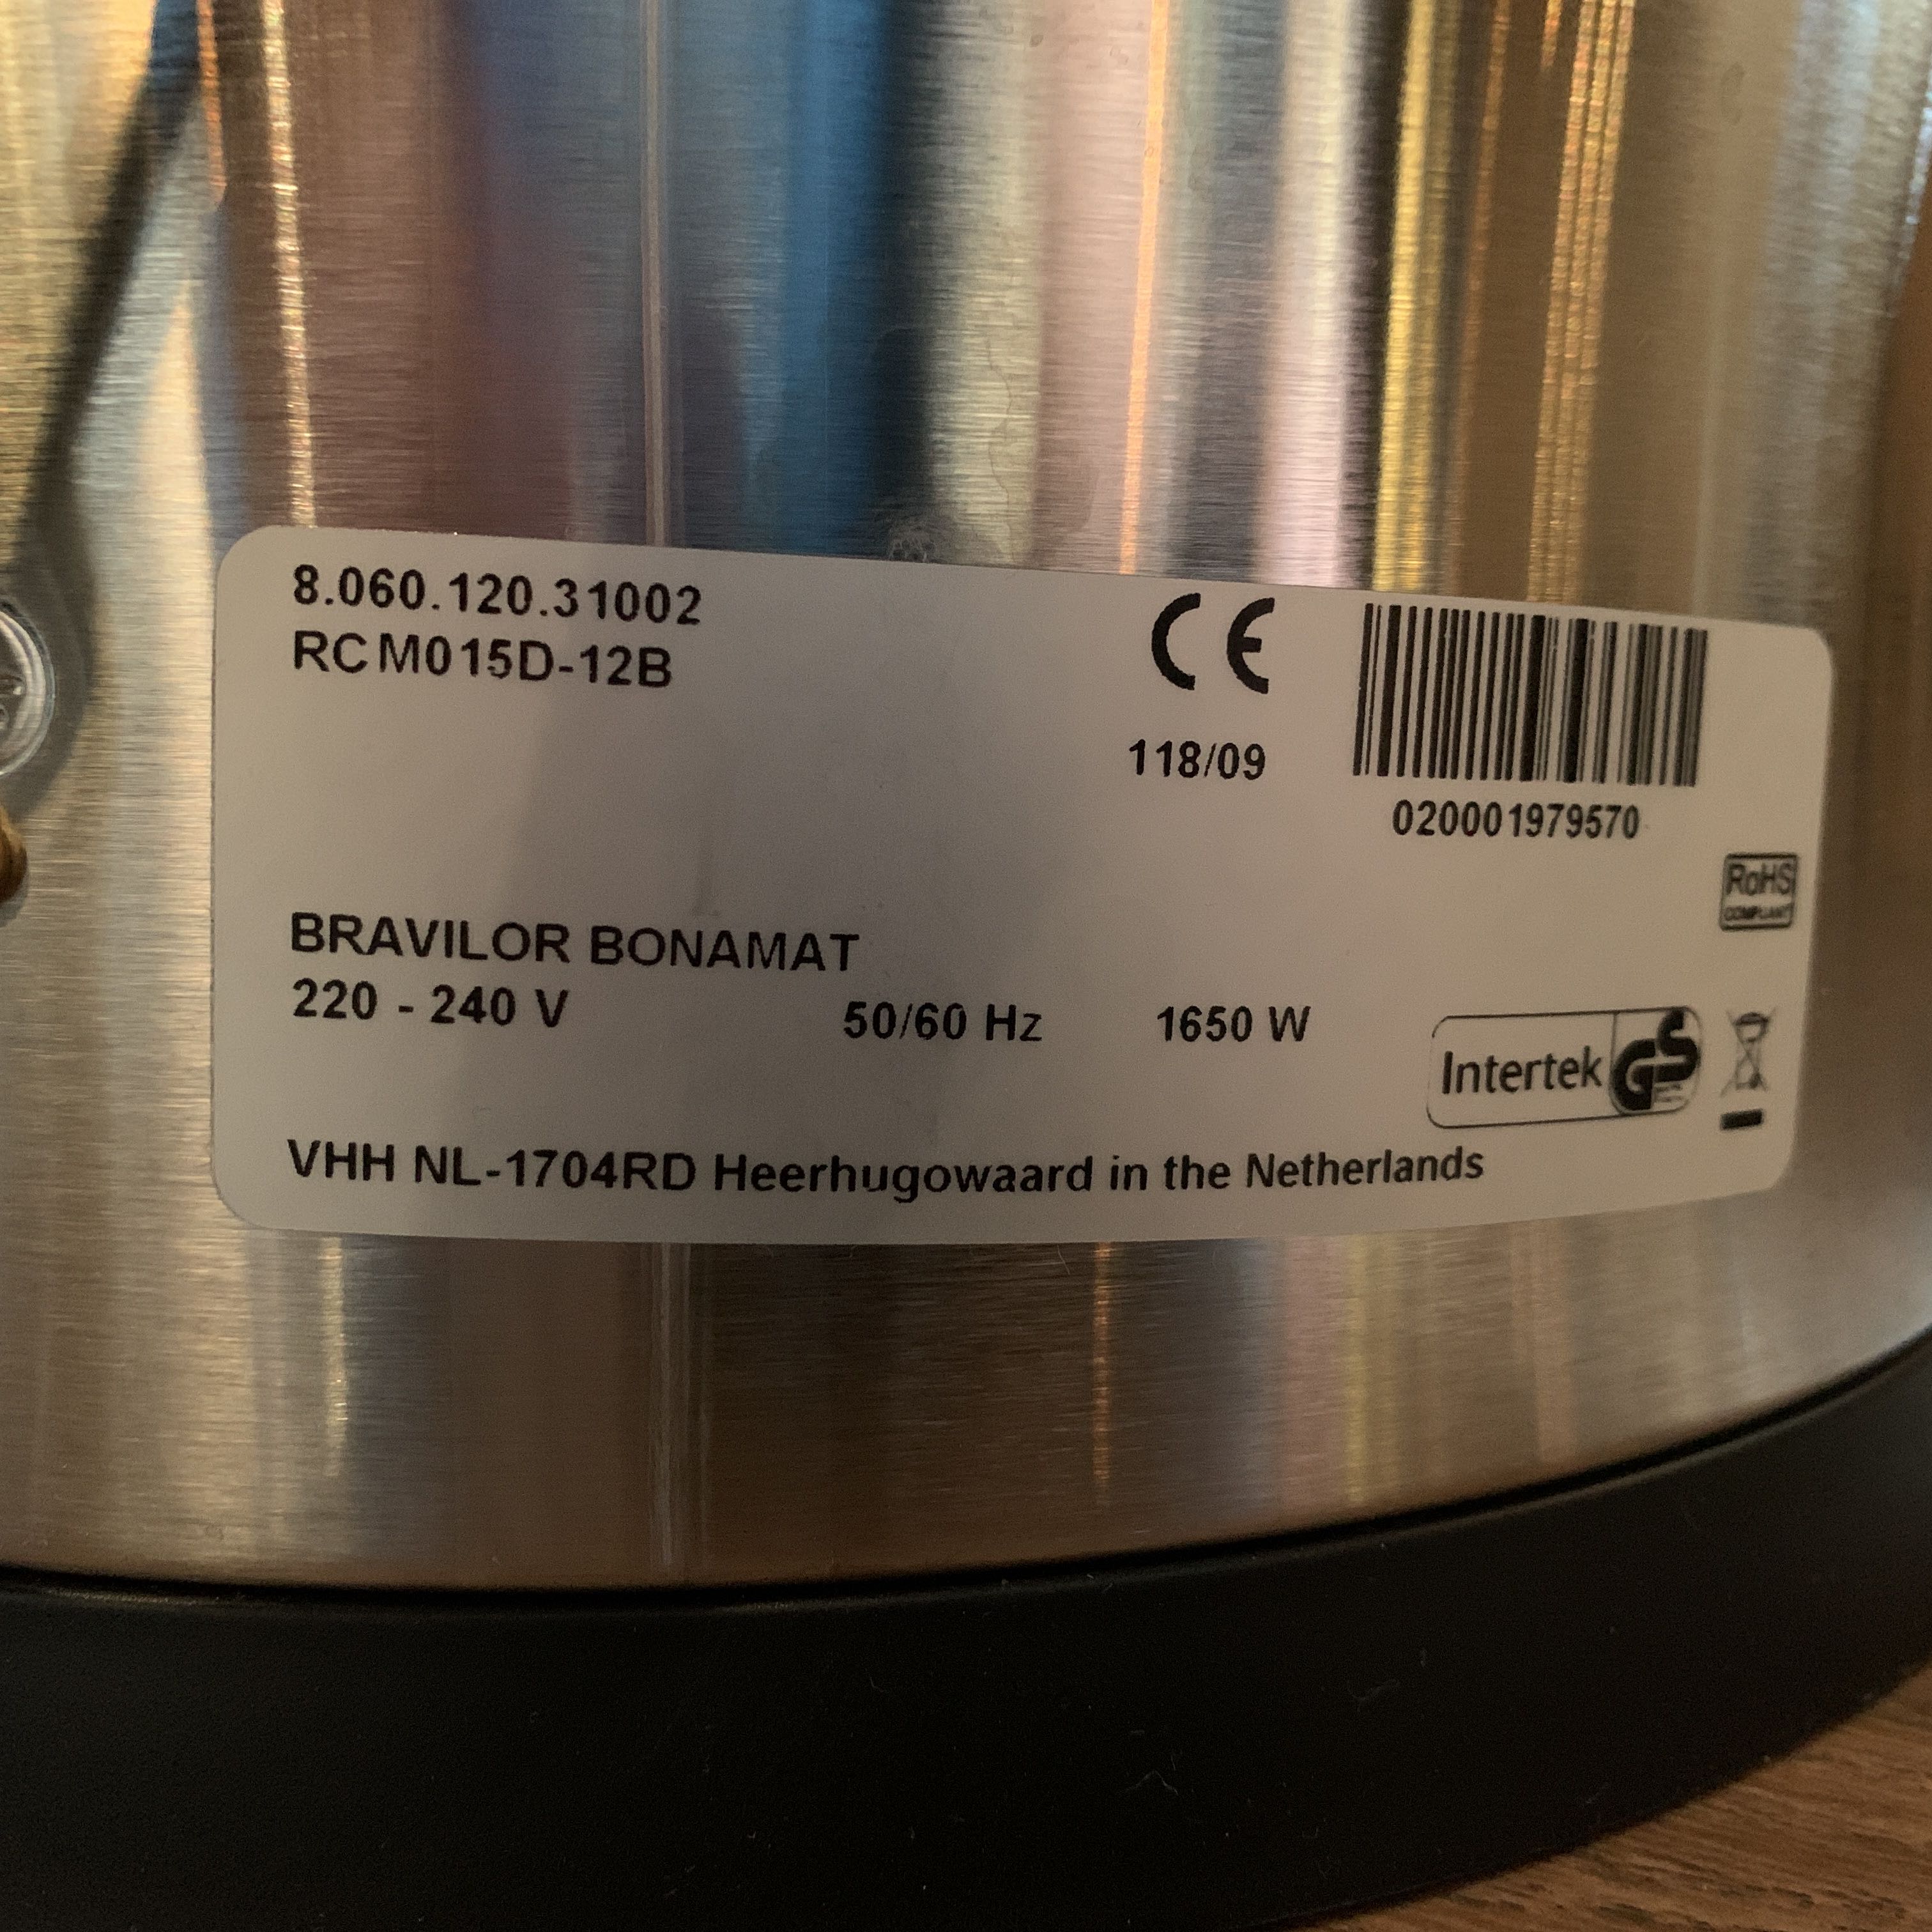 8.060.120.31002
RCM015D-12B
CE
118/09
020001979570
RoHS
COMPLIANT
BRAVILOR BONAMAT
220 - 240 V 50/60 Hz 1650 W
Intertek GS
VHH NL-1704RD Heerhugowaard in the Netherlands